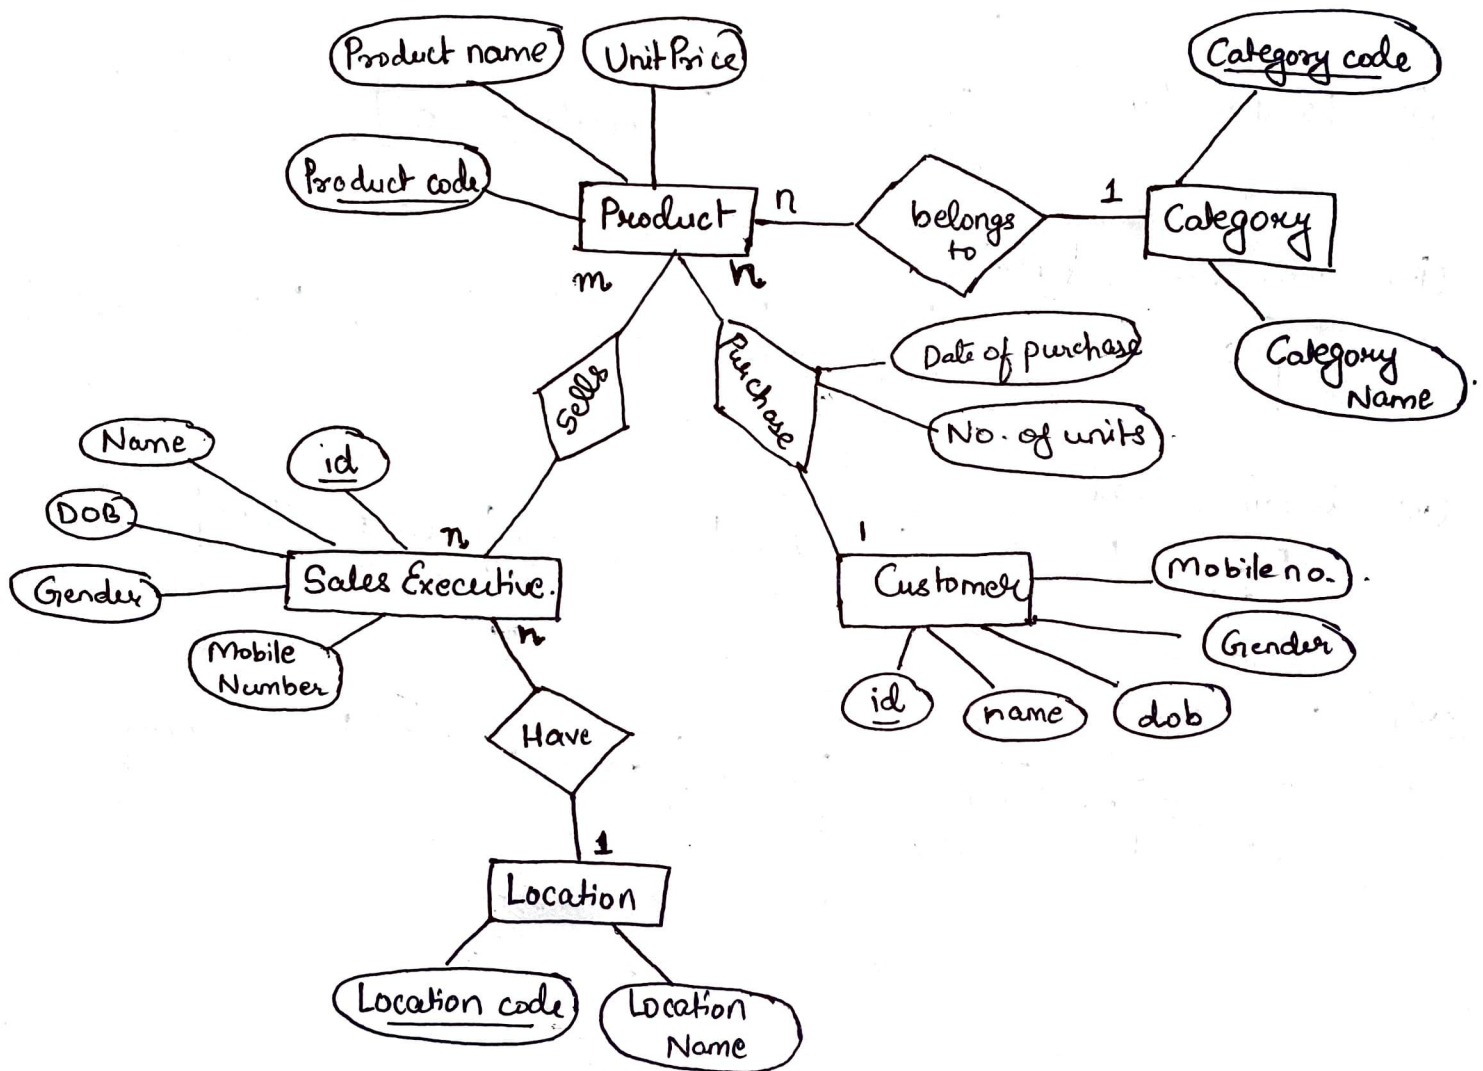 Product name
Unit Price
Category code
Product code
Product
n
belongs
to
1
Category
m
n
Sells
Purchase
Date of purchase
No. of units
Category
Name
Name
id
DOB
n
Gender
Sales Executive.
Mobile
Number
n
1
Customer
Mobile no.
Gender
id
name
dob
Have
1
Location
Location code
Location
Name